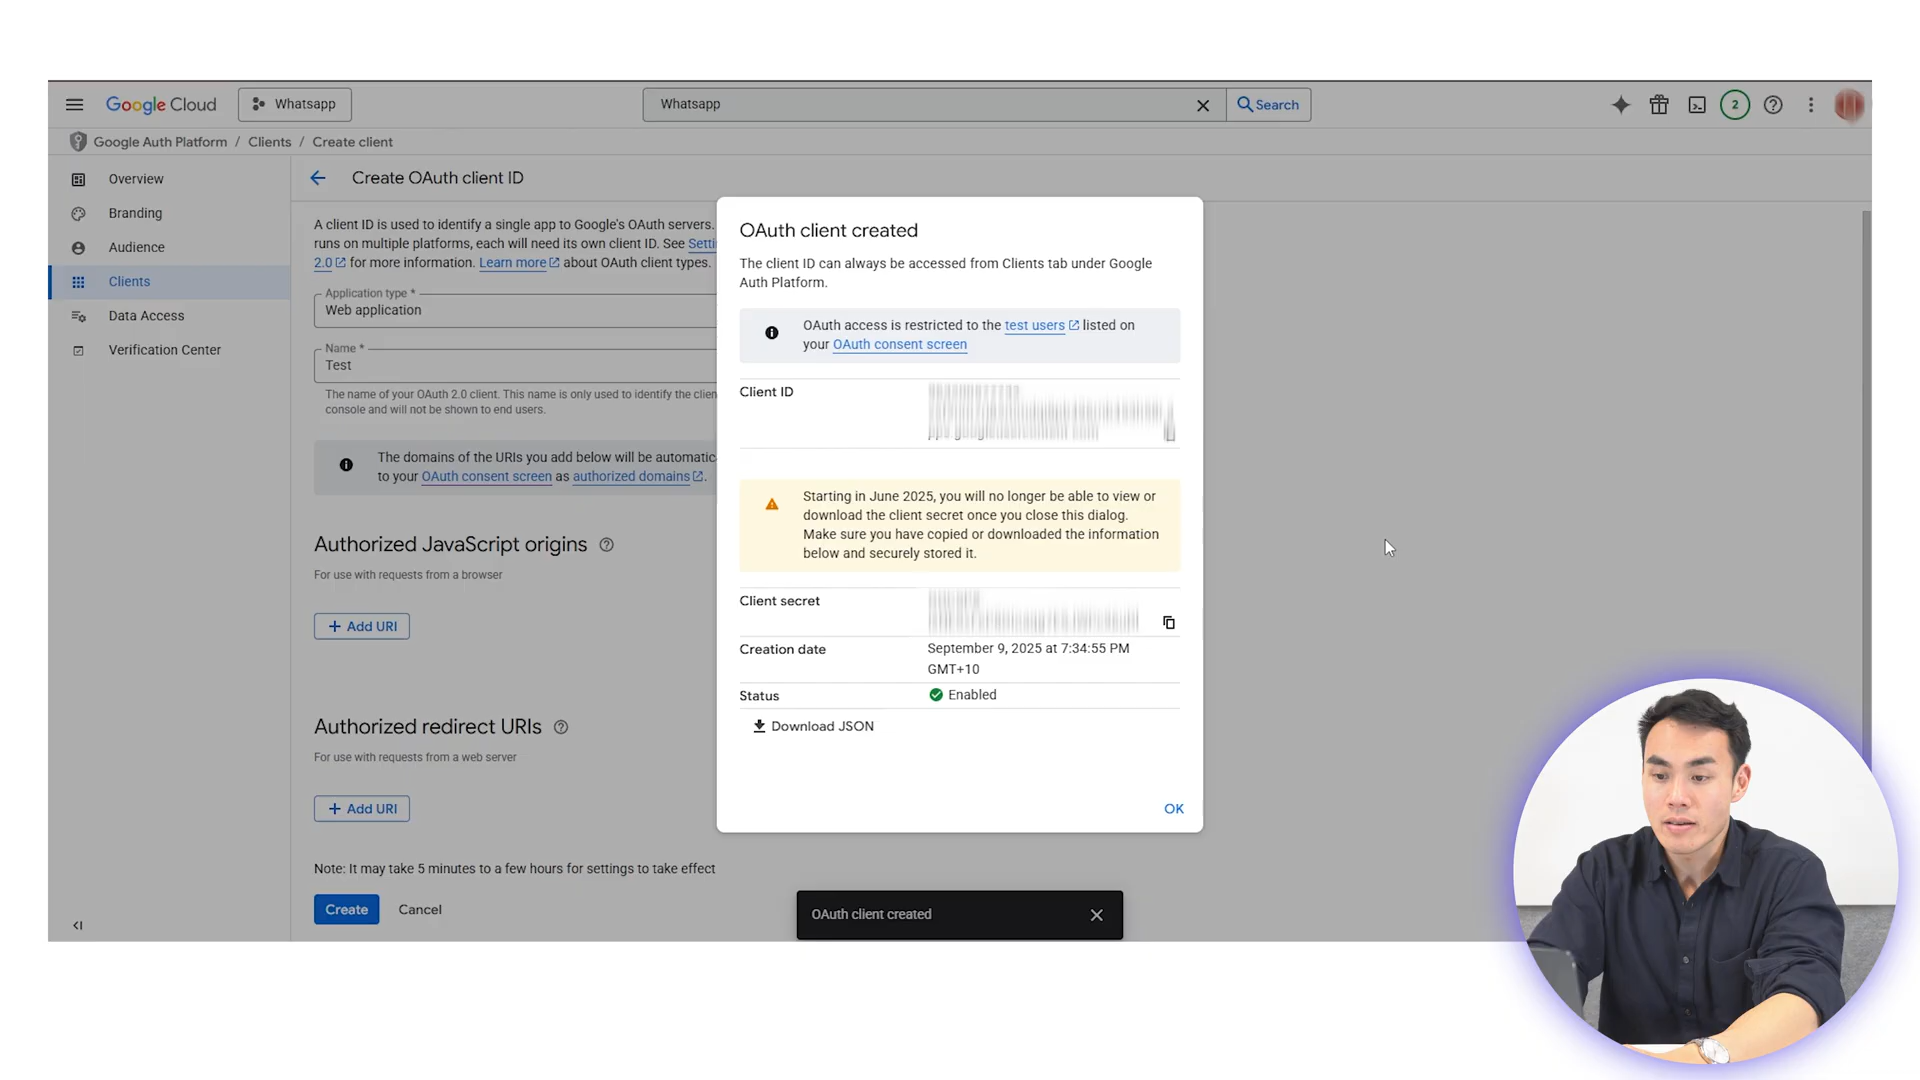 Google Cloud
Whatsapp
Whatsapp
Search
2
Google Auth Platform / Clients / Create client
Overview
Branding
Audience
Clients
Data Access
Verification Center
Create OAuth client ID
A client ID is used to identify a single app to Google's OAuth servers.
runs on multiple platforms, each will need its own client ID. See
2.0 for more information. Learn more about OAuth client types.
Application type *
Web application
Name *
Test
The name of your OAuth 2.0 client. This name is only used to identify the
console and will not be shown to end users.
The domains of the URIs you add below will be
to your OAuth consent screen as authorized domains.
Authorized JavaScript origins
For use with requests from a browser
+ Add URI
Authorized redirect URIs
For use with requests from a web server
+ Add URI
Note: It may take 5 minutes to a few hours for settings to take effect
Create
Cancel
OAuth client created
The client ID can always be accessed from Clients tab under Google
Auth Platform.
OAuth access is restricted to the test users listed on
your OAuth consent screen
Client ID
Starting in June 2025, you will no longer be able to view or
download the client secret once you close this dialog.
Make sure you have copied or downloaded the information
below and securely stored it.
Client secret
Creation date
September 9, 2025 at 7:34:55 PM
GMT+10
Status
Enabled
Download JSON
OK
OAuth client created